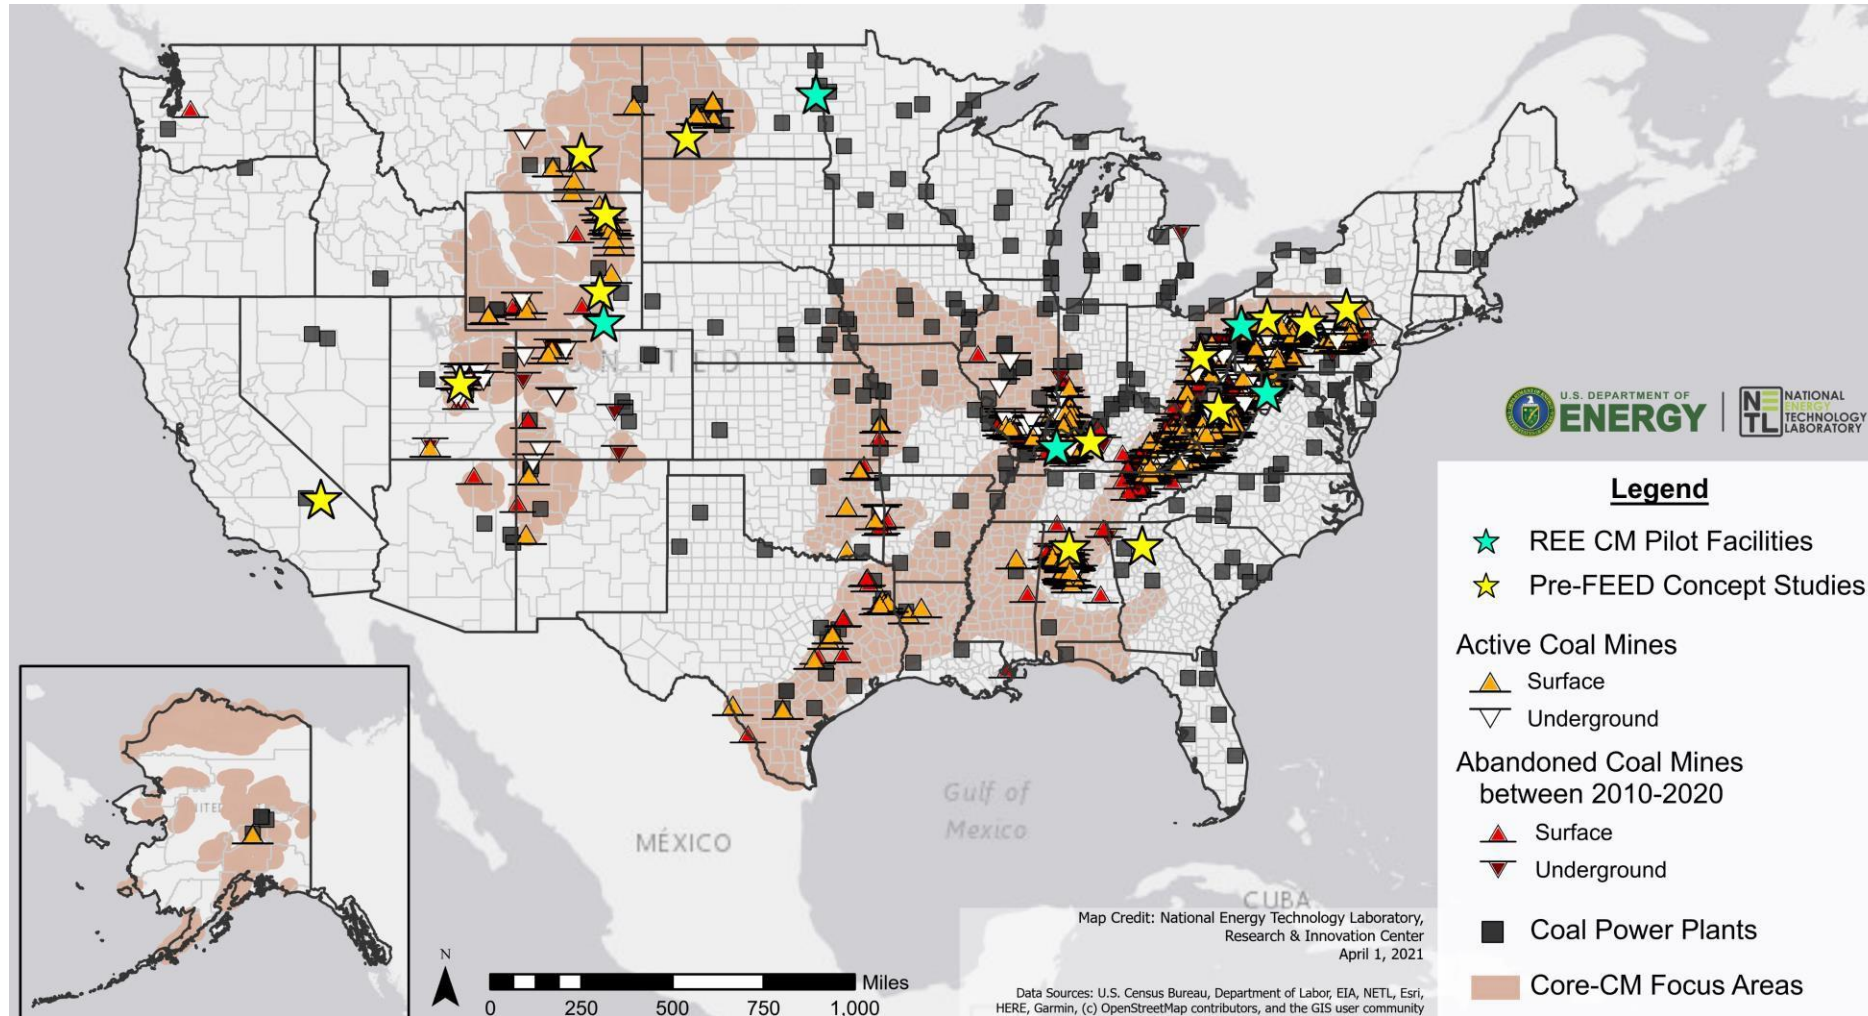 UNITED ST
MÉXICO
Gulf of
Mexico
CUBA
UNITED
U.S. DEPARTMENT OF
ENERGY
NETL
NATIONAL
ENERGY
TECHNOLOGY
LABORATORY
Legend
REE CM Pilot Facilities
Pre-FEED Concept Studies
Active Coal Mines
Surface
Underground
Abandoned Coal Mines
between 2010-2020
Surface
Underground
Coal Power Plants
Core-CM Focus Areas
N
Miles
0 250 500 750 1,000
Map Credit: National Energy Technology Laboratory,
Research & Innovation Center
April 1, 2021
Data Sources: U.S. Census Bureau, Department of Labor, EIA, NETL, Esri,
HERE, Garmin, (c) OpenStreetMap contributors, and the GIS user community